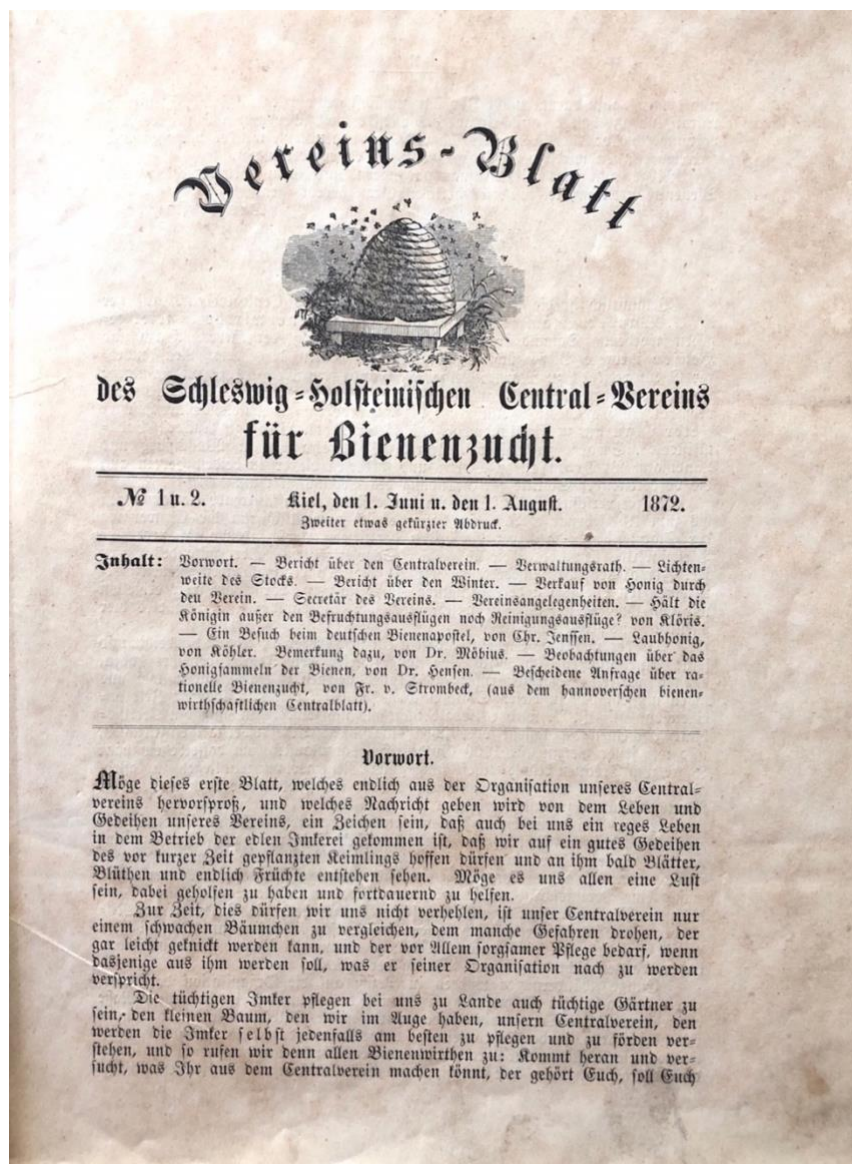 Vereins-Blatt
des Schleswig-Holsteinischen Central-Vereins
für Bienenzucht.
№ 1 u. 2. Kiel, den 1. Juni u. den 1. August. 1872.
Zweiter etwas gekürzter Abdruck.
Inhalt: Vorwort. — Bericht über den Centralverein. — Verwaltungsrath. — Lichten-
weite des Stocks. — Bericht über den Winter. — Verkauf von Honig durch
den Verein. — Secretär des Vereins. — Vereinsangelegenheiten. — Hält die
Königin außer den Befruchtungsausflügen noch Reinigungsausflüge? von Klöris.
— Ein Besuch beim deutschen Bienenapostel, von Chr. Jenssen. — Laubhonig,
von Köhler. Bemerkung dazu, von Dr. Möbius. — Beobachtungen über das
Honigsammeln der Bienen, von Dr. Hensen. — Bescheidene Anfrage über ra-
tionelle Bienenzucht, von Fr. v. Strombeck, (aus dem hannoverschen bienen-
wirthschaftlichen Centralblatt).
Vorwort.
Möge dieses erste Blatt, welches endlich aus der Organisation unseres Central-
vereins hervorsproß, und welches Nachricht geben wird von dem Leben und
Gedeihen unseres Vereins, ein Zeichen sein, daß auch bei uns ein reges Leben
in dem Betrieb der edlen Imkerei gekommen ist, daß wir auf ein gutes Gedeihen
des vor kurzer Zeit gepflanzten Keimlings hoffen dürfen und an ihm bald Blätter,
Blüthen und endlich Früchte entstehen sehen. Möge es uns allen eine Lust
sein, dabei geholfen zu haben und fortdauernd zu helfen.
Zur Zeit, dies dürfen wir uns nicht verhehlen, ist unser Centralverein nur
einem schwachen Bäumchen zu vergleichen, dem manche Gefahren drohen, der
gar leicht geknickt werden kann, und der vor Allem sorgsamer Pflege bedarf, wenn
dasjenige aus ihm werden soll, was er seiner Organisation nach zu werden
verspricht.
Die tüchtigen Imker pflegen bei uns zu Lande auch tüchtige Gärtner zu
sein, den kleinen Baum, den wir im Auge haben, unsern Centralverein, den
werden die Imker selbst jedenfalls am besten zu pflegen und zu förden ver-
stehen, und so rufen wir denn allen Bienenwirthen zu: Kommt heran und ver-
sucht, was Ihr aus dem Centralverein machen könnt, der gehört Euch, soll Euch